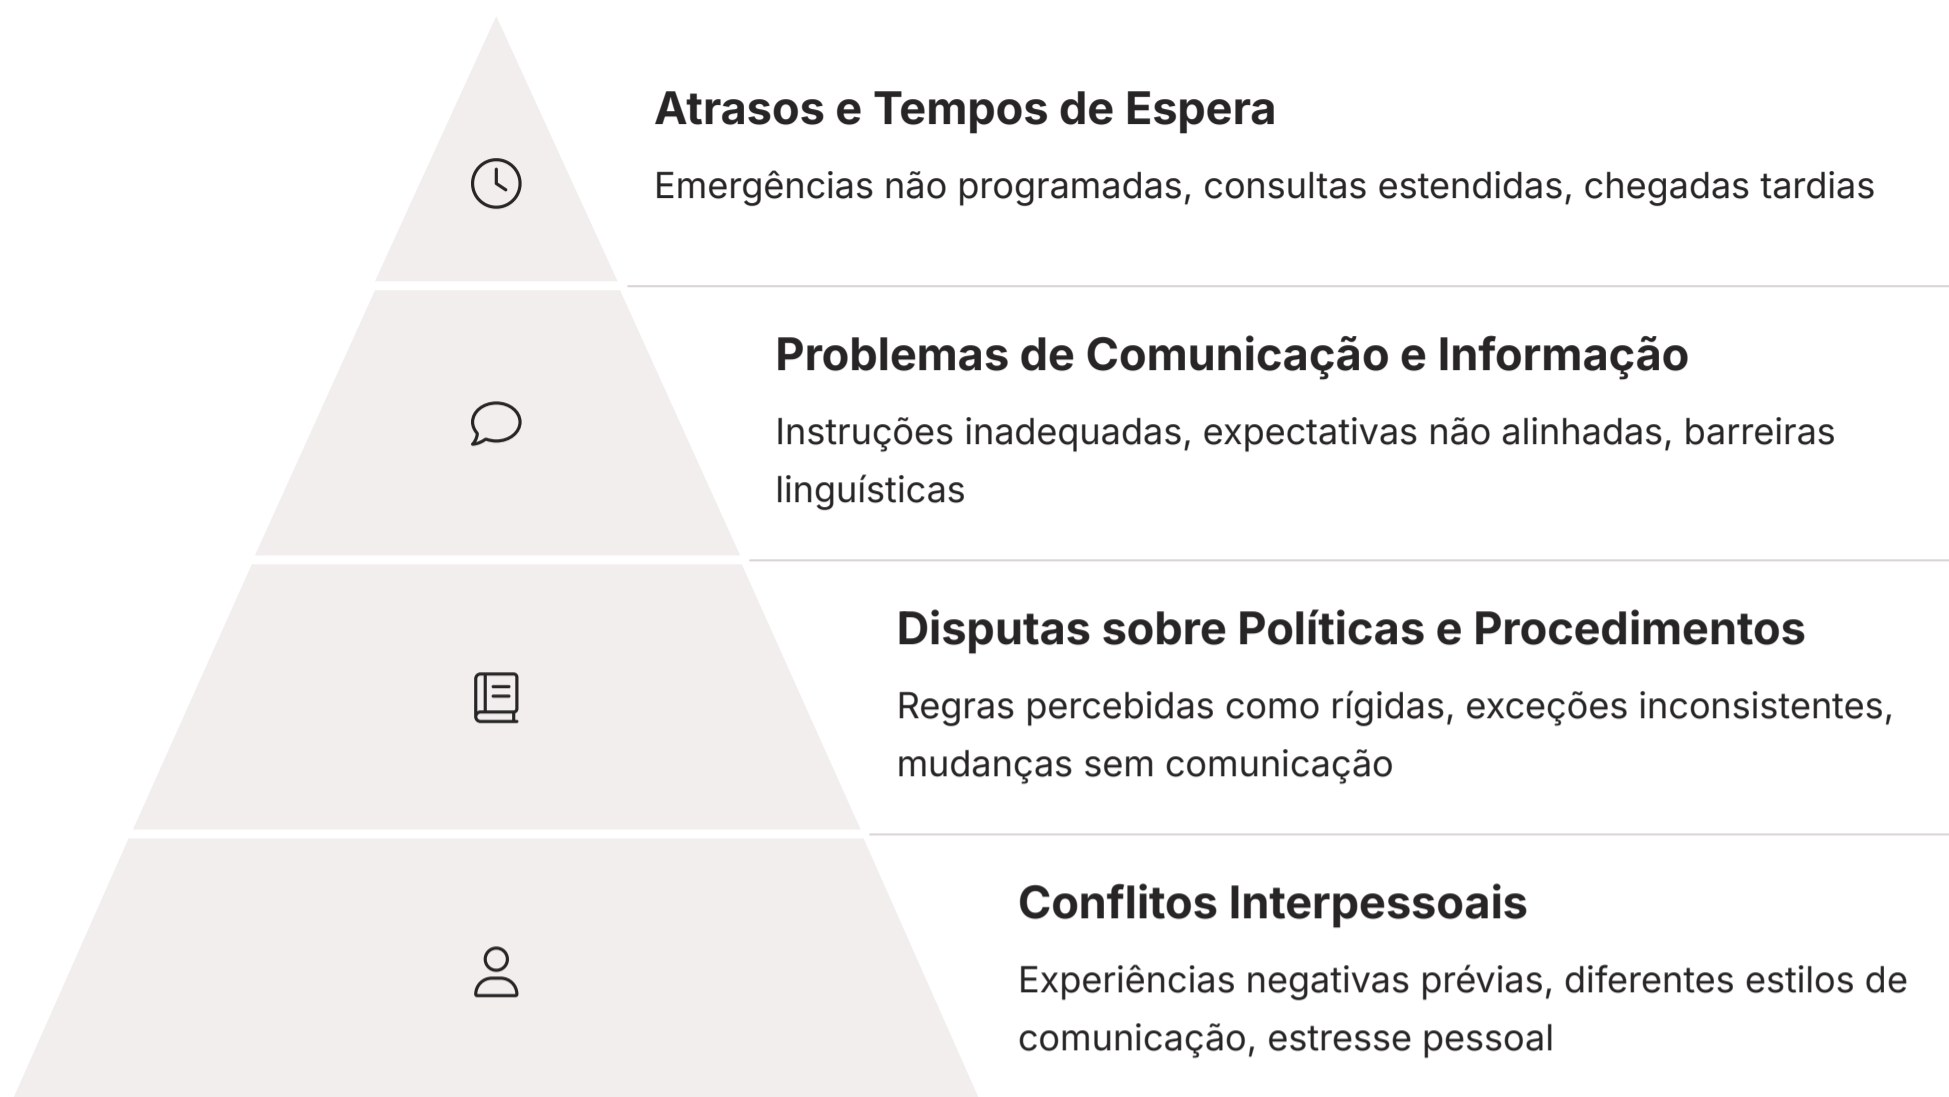 Atrasos e Tempos de Espera
Emergências não programadas, consultas estendidas, chegadas tardias
Problemas de Comunicação e Informação
Instruções inadequadas, expectativas não alinhadas, barreiras
linguísticas
Disputas sobre Políticas e Procedimentos
Regras percebidas como rígidas, exceções inconsistentes,
mudanças sem comunicação
Conflitos Interpessoais
Experiências negativas prévias, diferentes estilos de
comunicação, estresse pessoal